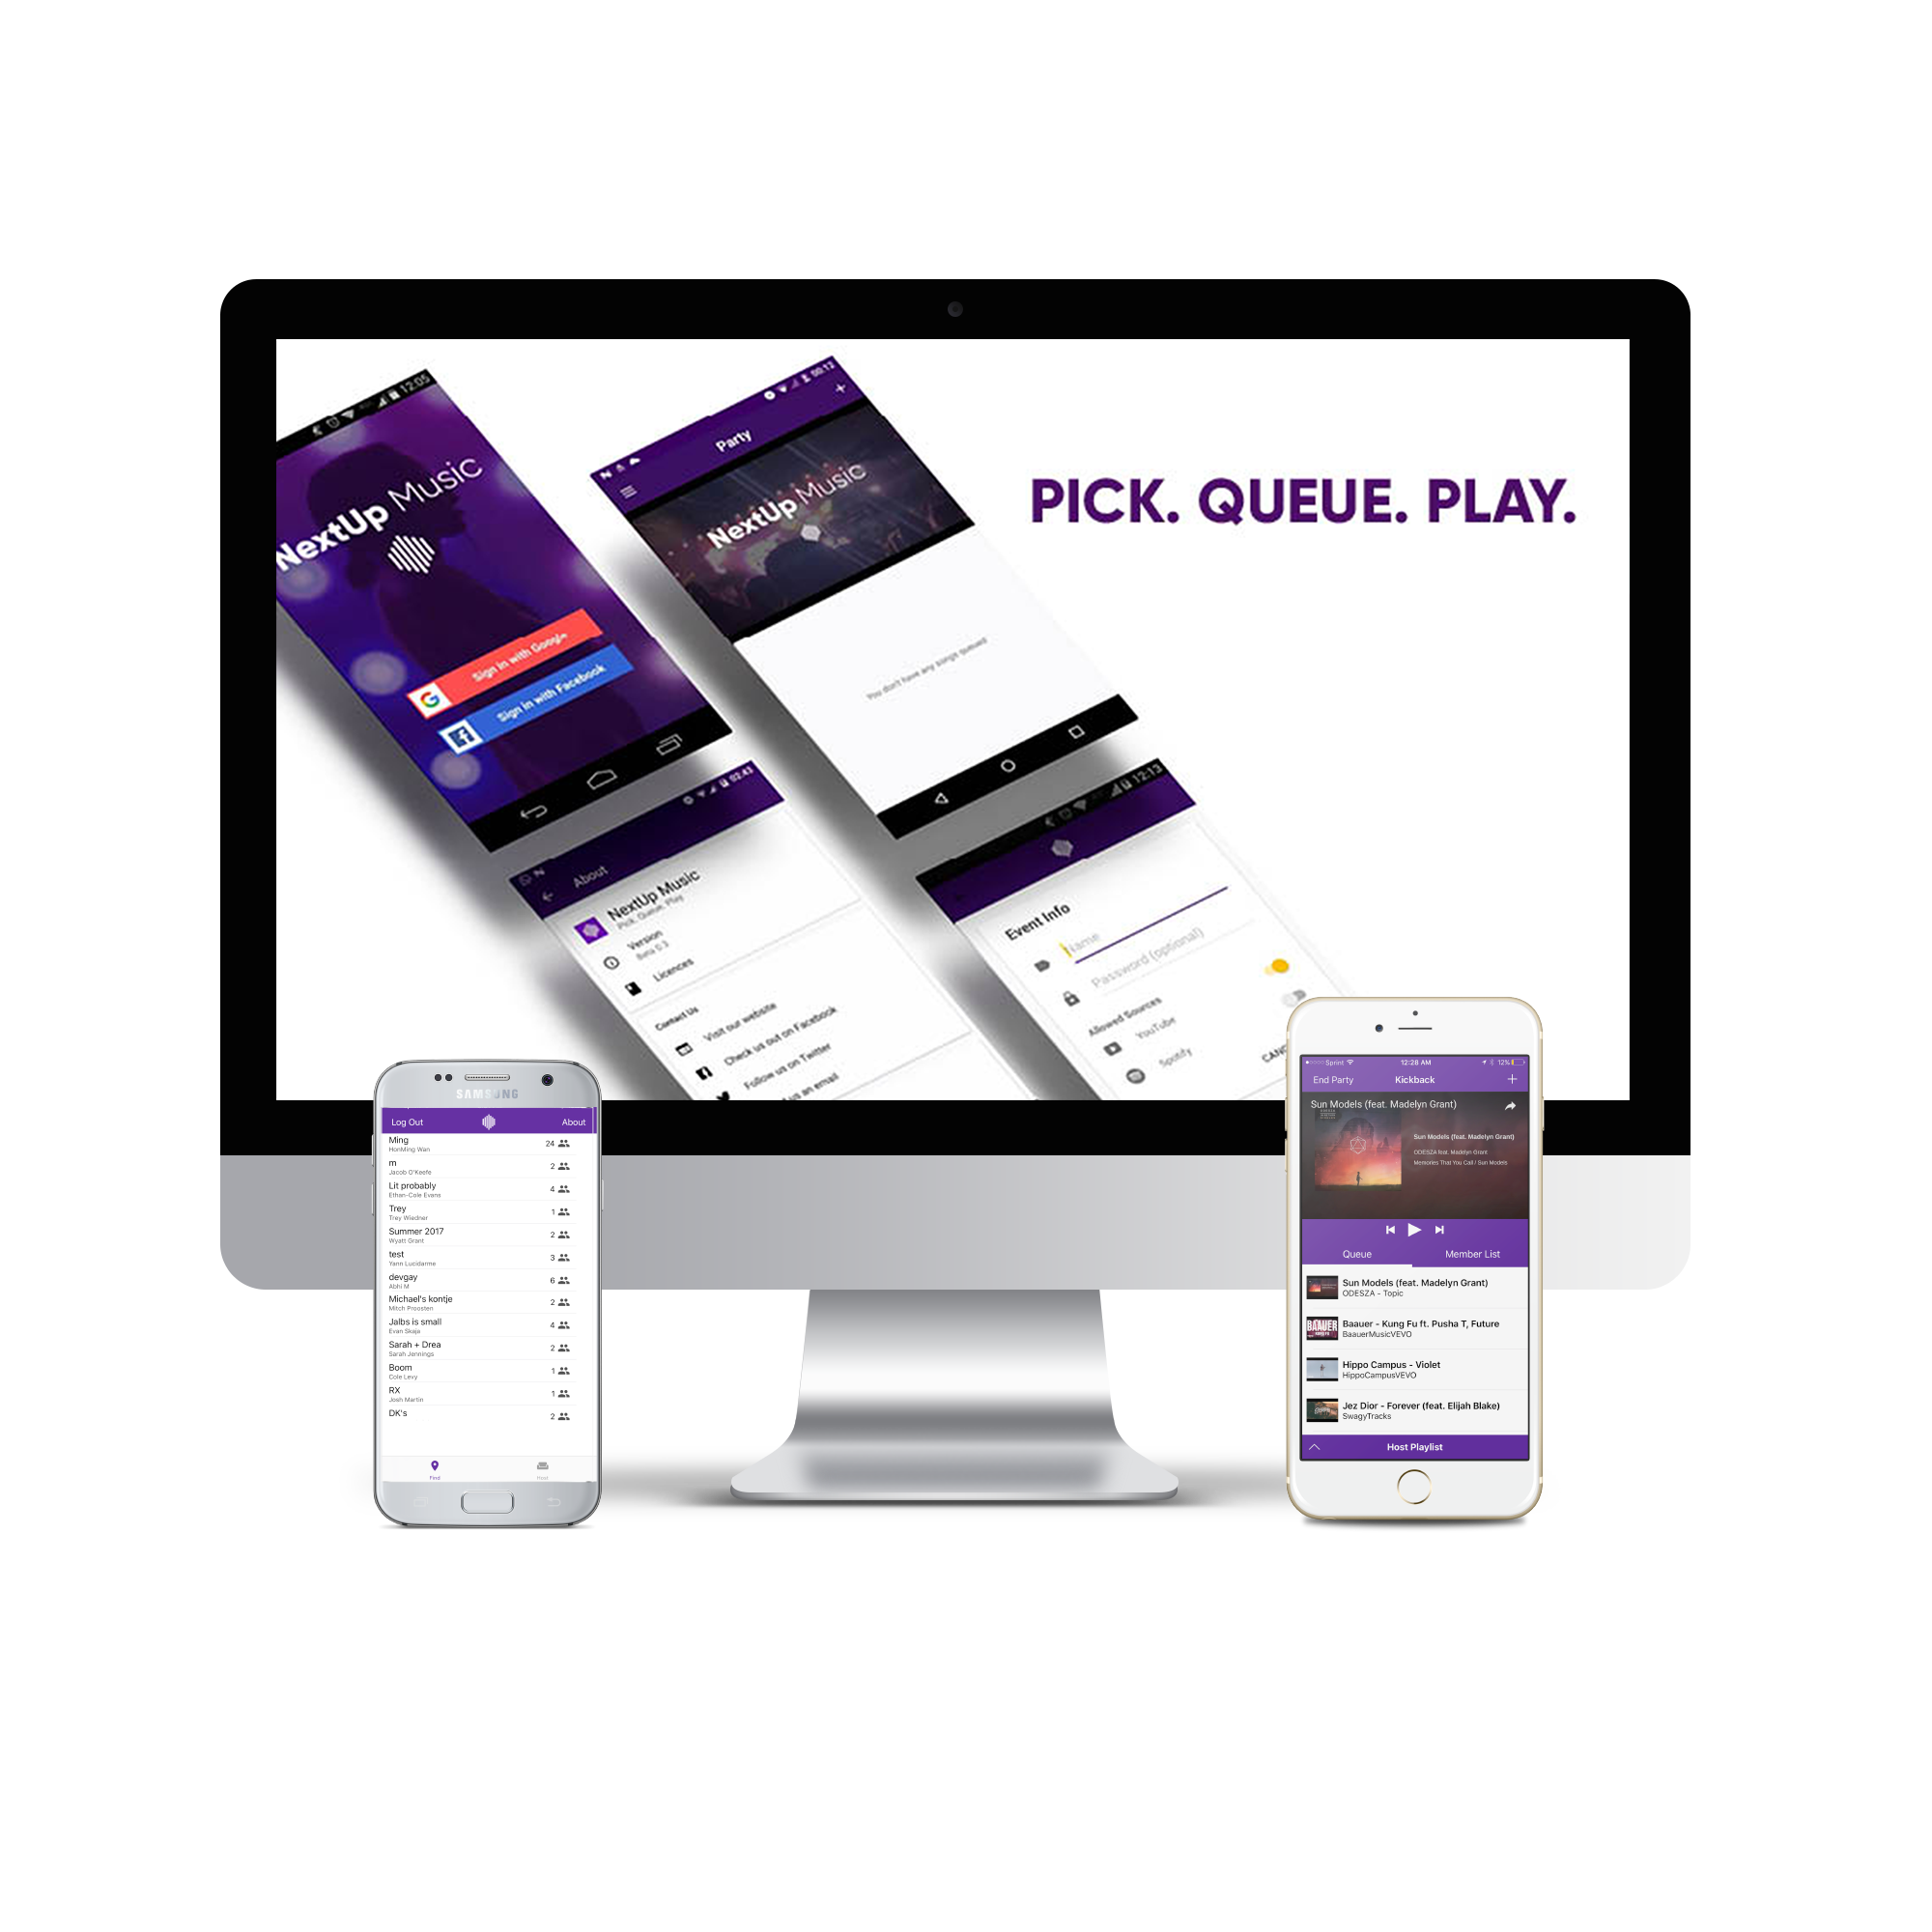 12:05
NextUp Music
Sign in with Google
Sign in with Facebook
00:12
Party
NextUp Music
You don't have any songs queued
PICK. QUEUE. PLAY.
02:43
About
NextUp Music
Pick. Queue. Play
Version
Beta 0.3
Licences
Contact Us
Visit our website
Check us out on Facebook
Follow us on Twitter
us an email
12:13
Event Info
Name
Password (optional)
Allowed Sources
YouTube
Spotify
CANC
SAMSUNG
Log Out
About
Ming
24
HonMing Wan
m
2
Jacob O'Keefe
Lit probably
4
Ethan-Cole Evans
Trey
1
Trey Wiedner
Summer 2017
2
Wyatt Grant
test
3
Yann Lucidarme
devgay
6
Abhi M
Michael's kontje
2
Mitch Proosten
Jalbs is small
4
Evan Skaja
Sarah + Drea
2
Sarah Jennings
Boom
1
Cole Levy
RX
1
Josh Martin
DK's
2
Find
Host
Sprint
12:28 AM
12%
End Party
Kickback
Sun Models (feat. Madelyn Grant)
Sun Models (feat. Madelyn Grant)
ODESZA feat. Madelyn Grant
Memories That You Call / Sun Models
Queue
Member List
Sun Models (feat. Madelyn Grant)
ODESZA - Topic
BAAUER
Baauer - Kung Fu ft. Pusha T, Future
BaauerMusicVEVO
Hippo Campus - Violet
HippoCampusVEVO
Jez Dior - Forever (feat. Elijah Blake)
SwagyTracks
Host Playlist